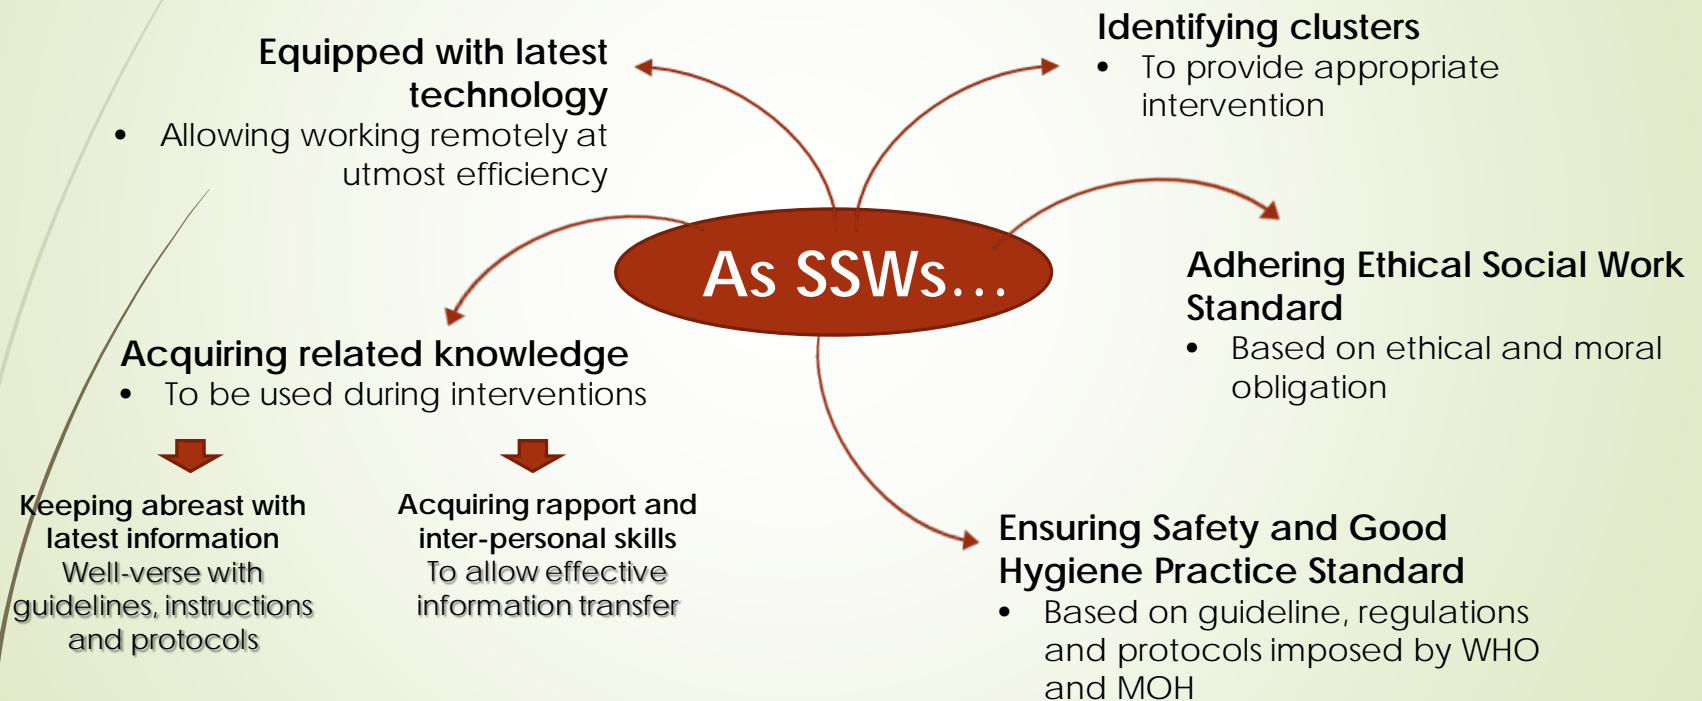 Equipped with latest
technology
• Allowing working remotely at
utmost efficiency
Identifying clusters
• To provide appropriate
intervention
As SSWs...
Adhering Ethical Social Work
Standard
• Based on ethical and moral
obligation
Acquiring related knowledge
• To be used during interventions
Keeping abreast with
latest information
Well-verse with
guidelines, instructions
and protocols
Acquiring rapport and
inter-personal skills
To allow effective
information transfer
Ensuring Safety and Good
Hygiene Practice Standard
• Based on guideline, regulations
and protocols imposed by WHO
and MOH